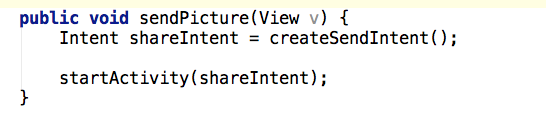 public void sendPicture(View v) {
    Intent shareIntent = createSendIntent();

    startActivity(shareIntent);
}